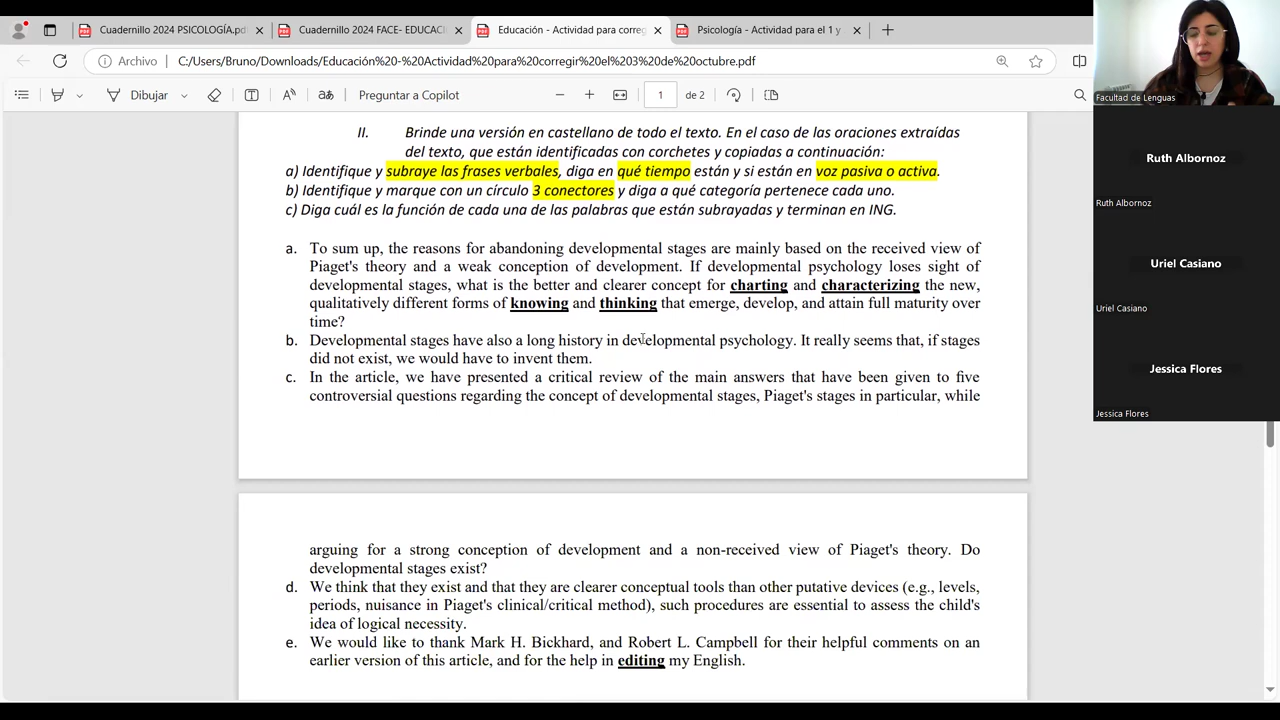 Cuadernillo 2024 PSICOLOGÍA.pdf
Cuadernillo 2024 FACE- EDUCACI
Educación - Actividad para correg
Psicología - Actividad para el 1 y
Archivo
C:/Users/Bruno/Downloads/Educación%20-%20Actividad%20para%20corregir%20el%203%20de%20octubre.pdf
Dibujar
Preguntar a Copilot
1
de 2
II. Brinde una versión en castellano de todo el texto. En el caso de las oraciones extraídas
del texto, que están identificadas con corchetes y copiadas a continuación:
a) Identifique y subraye las frases verbales, diga en qué tiempo están y si están en voz pasiva o activa.
b) Identifique y marque con un círculo 3 conectores y diga a qué categoría pertenece cada uno.
c) Diga cuál es la función de cada una de las palabras que están subrayadas y terminan en ING.
a. To sum up, the reasons for abandoning developmental stages are mainly based on the received view of
Piaget's theory and a weak conception of development. If developmental psychology loses sight of
developmental stages, what is the better and clearer concept for charting and characterizing the new,
qualitatively different forms of knowing and thinking that emerge, develop, and attain full maturity over
time?
b. Developmental stages have also a long history in developmental psychology. It really seems that, if stages
did not exist, we would have to invent them.
c. In the article, we have presented a critical review of the main answers that have been given to five
controversial questions regarding the concept of developmental stages, Piaget's stages in particular, while
arguing for a strong conception of development and a non-received view of Piaget's theory. Do
developmental stages exist?
d. We think that they exist and that they are clearer conceptual tools than other putative devices (e.g., levels,
periods, nuisance in Piaget's clinical/critical method), such procedures are essential to assess the child's
idea of logical necessity.
e. We would like to thank Mark H. Bickhard, and Robert L. Campbell for their helpful comments on an
earlier version of this article, and for the help in editing my English.
Facultad de Lenguas
Ruth Albornoz
Ruth Albornoz
Uriel Casiano
Uriel Casiano
Jessica Flores
Jessica Flores